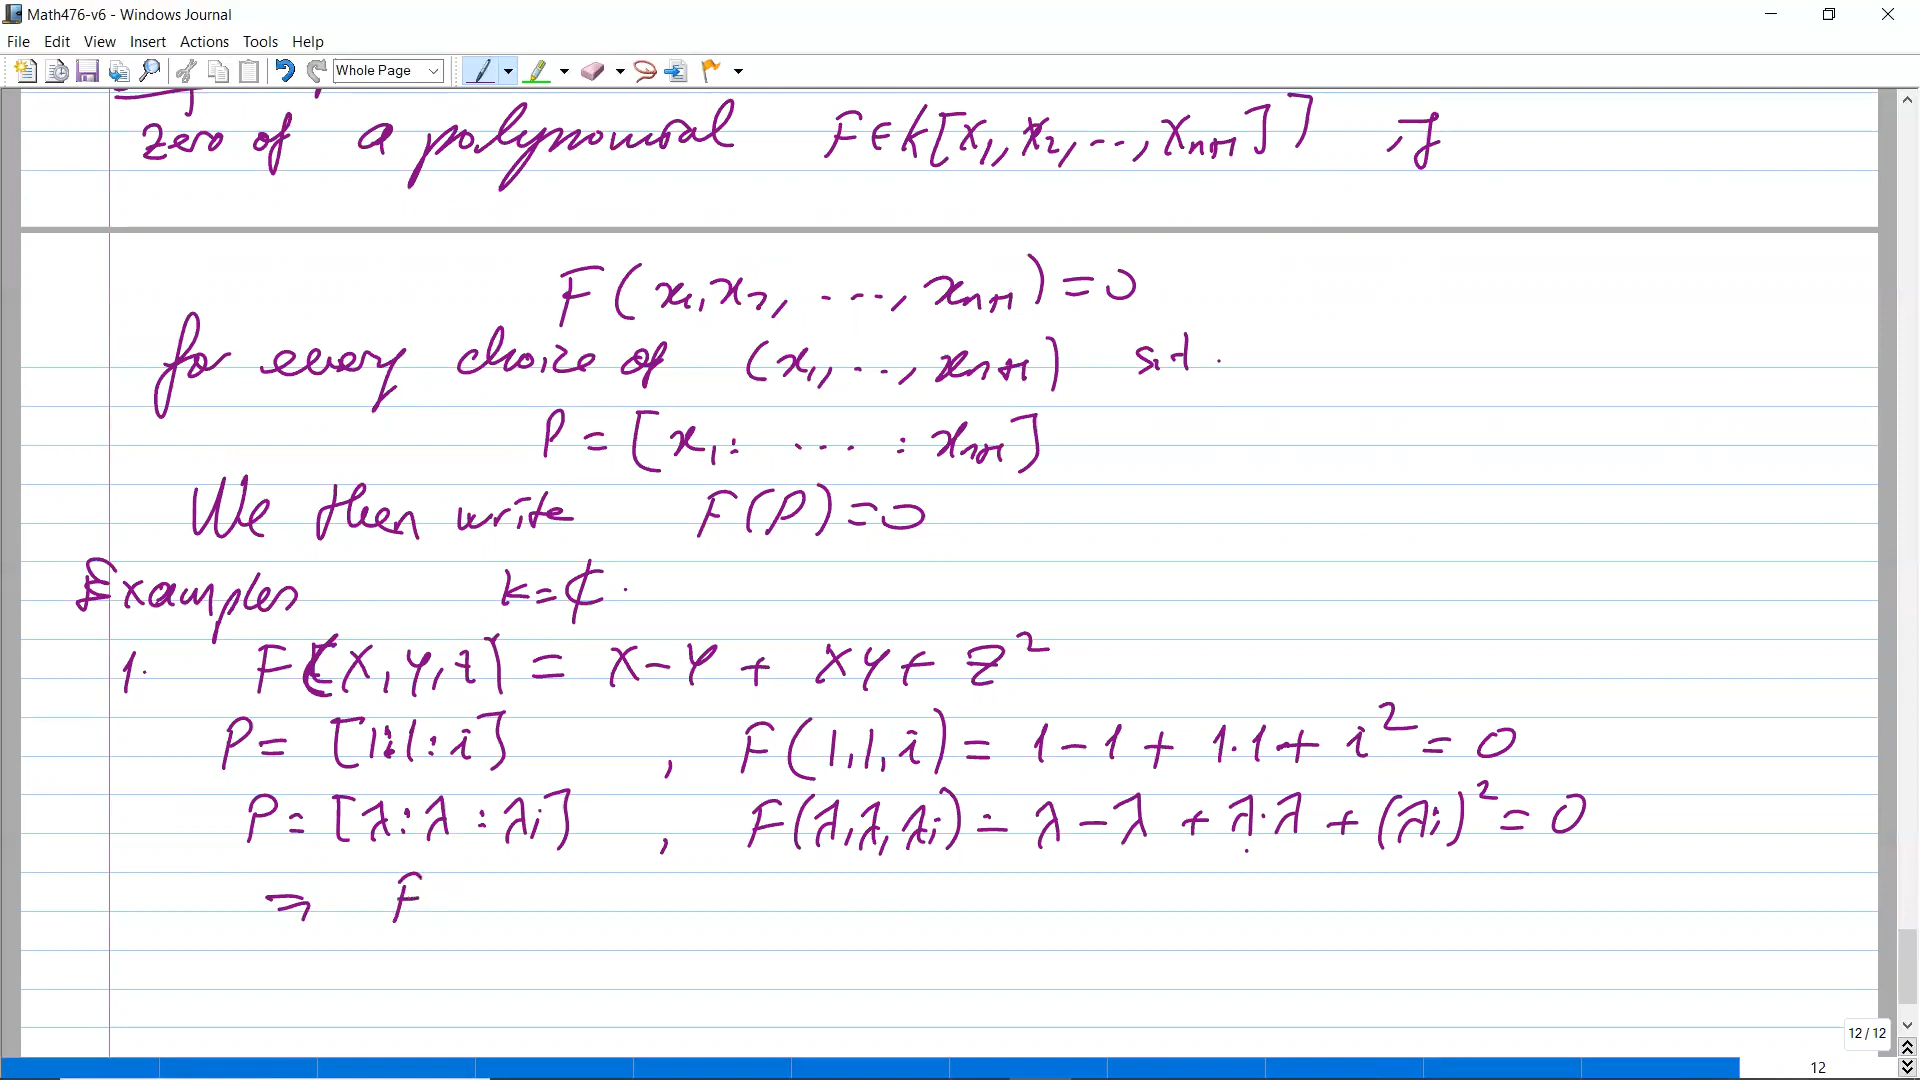 Math476-v6 - Windows Journal
File Edit View Insert Actions Tools Help
Whole Page
zero of a polynomial F∈k[X₁, X₂, ..., Xₙ₊₁] if
F(x₁, x₂, ..., xₙ₊₁) = 0
for every choice of (x₁, ..., xₙ₊₁) s.t.
P = [x₁: ... : xₙ₊₁]
We then write F(P) = 0
Examples k = ℂ.
1. F(X, Y, Z) = X - Y + XY + Z²
P = [1:1:i] , F(1,1,i) = 1 - 1 + 1.1 + i² = 0
P = [λ:λ:λi] , F(λ,λ,λi) = λ - λ + λ.λ + (λi)² = 0
⇒ F
12 / 12
12